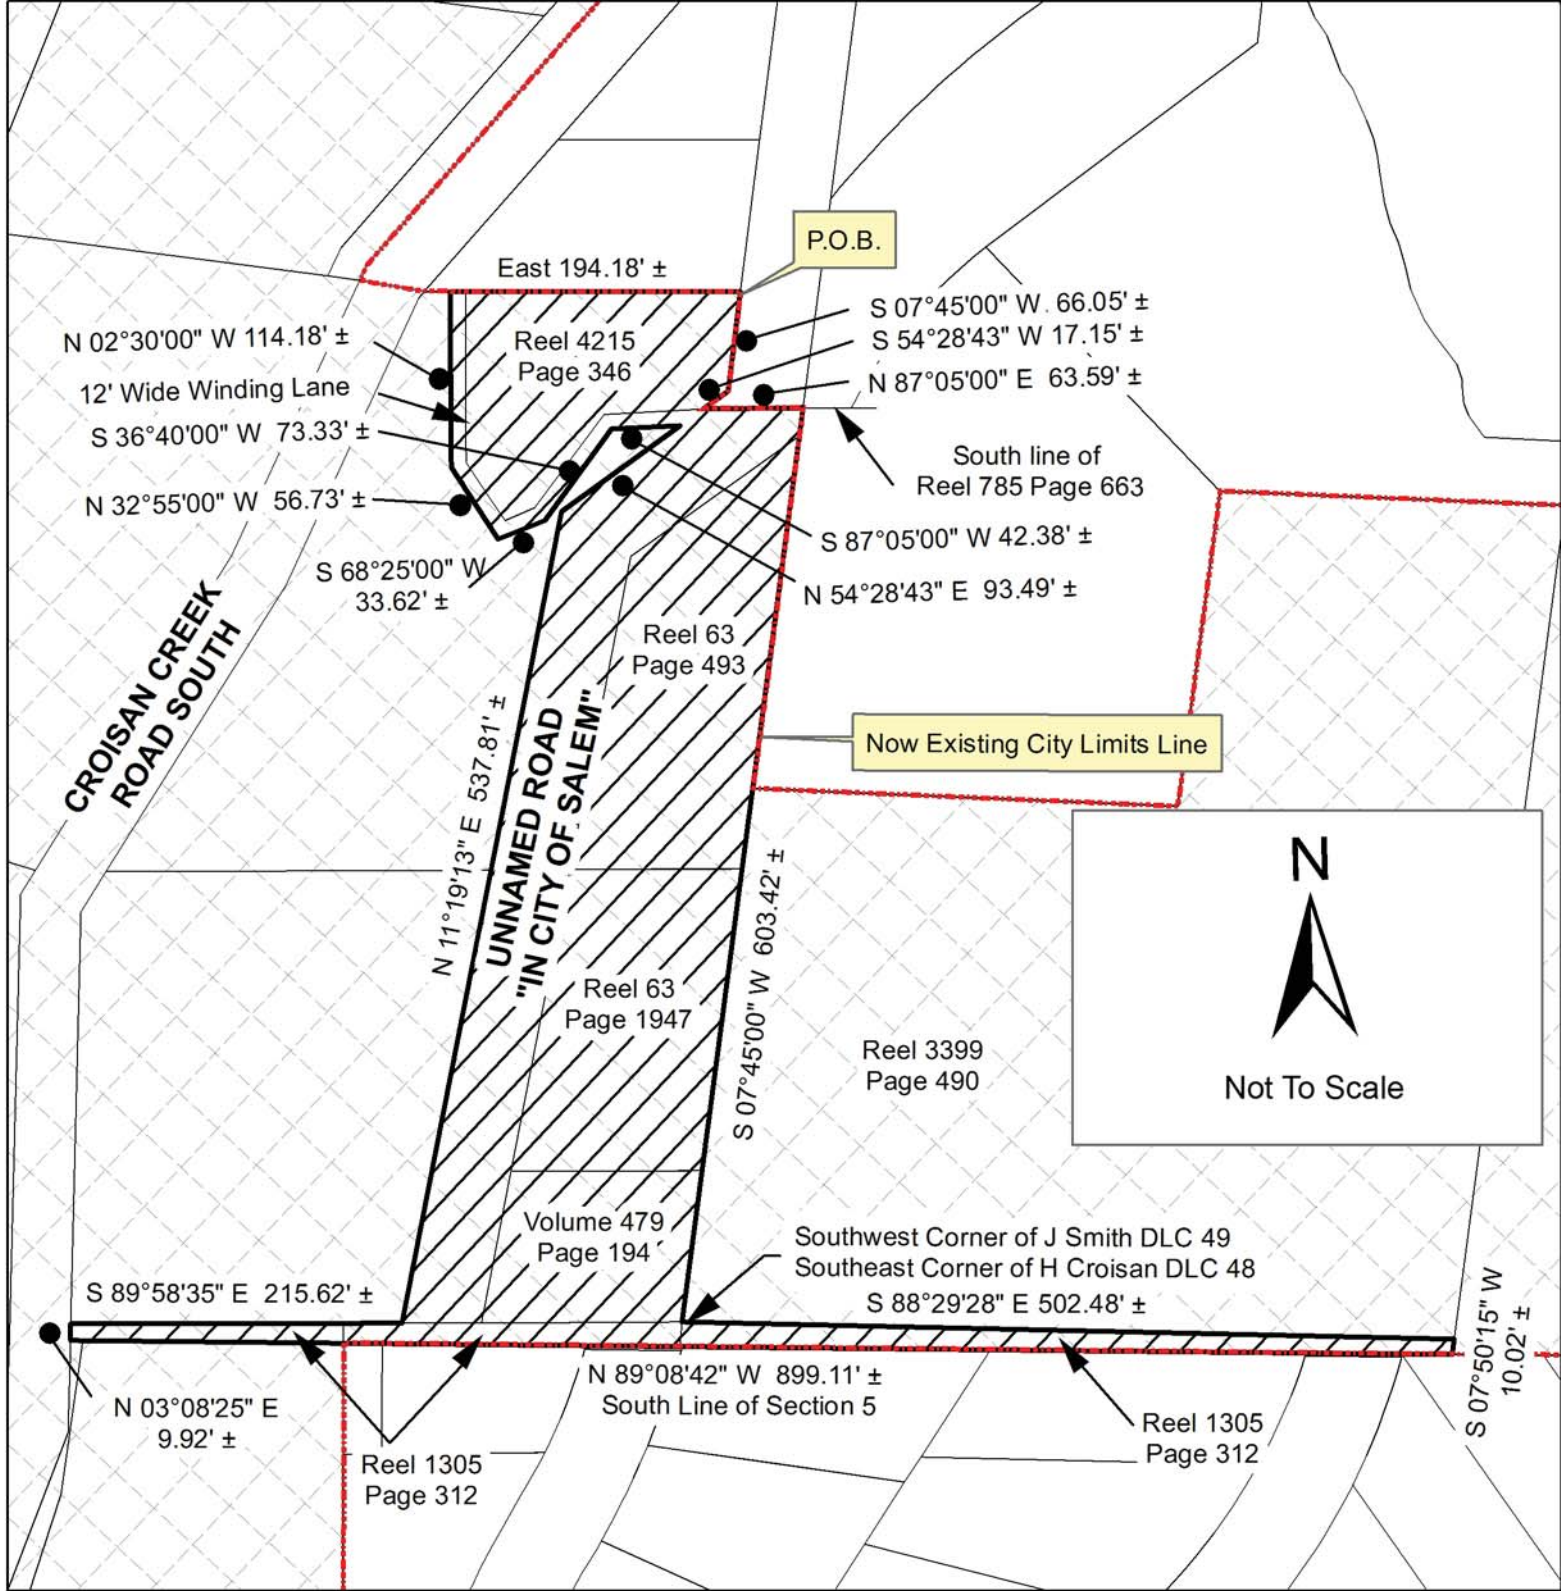 P.O.B.
East 194.18' ±
S 07°45'00" W. 66.05' ±
S 54°28'43" W 17.15' ±
N 87°05'00" E 63.59' ±
N 02°30'00" W 114.18' ±
12' Wide Winding Lane
S 36°40'00" W 73.33' ±
N 32°55'00" W 56.73' ±
S 68°25'00" W
33.62' ±
Reel 4215
Page 346
South line of
Reel 785 Page 663
S 87°05'00" W 42.38' ±
N 54°28'43" E 93.49' ±
CROISAN CREEK
ROAD SOUTH
Reel 63
Page 493
Now Existing City Limits Line
N 11°19'13" E 537.81' ±
UNNAMED ROAD
"IN CITY OF SALEM"
S 07°45'00" W 603.42' ±
N
Not To Scale
Reel 63
Page 1947
Reel 3399
Page 490
Volume 479
Page 194
Southwest Corner of J Smith DLC 49
Southeast Corner of H Croisan DLC 48
S 88°29'28" E 502.48' ±
S 89°58'35" E 215.62' ±
S 07°50'15" W
10.02' ±
N 89°08'42" W 899.11' ±
South Line of Section 5
N 03°08'25" E
9.92' ±
Reel 1305
Page 312
Reel 1305
Page 312